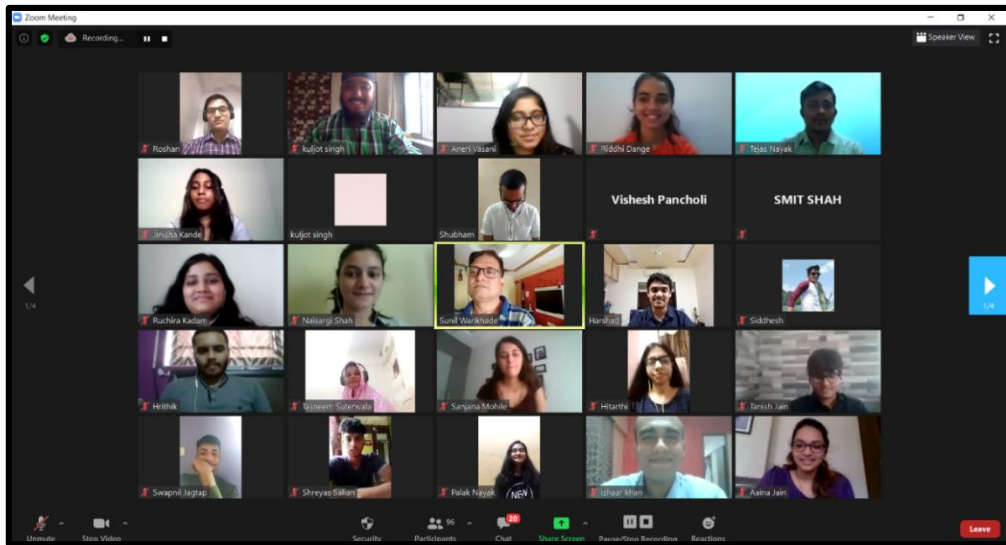 Zoom Meeting
Recording...
Speaker View
Roshan
kuljot singh
Aneri Vasani
Riddhi Dange
Tejas Nayak
Jinisha Kande
kuljot singh
Shubham
Vishesh Pancholi
SMIT SHAH
1/4
Ruchira Kadam
Naisargi Shah
Sunil Wankhade
Harshad
Siddhesh
1/4
Hrithik
Tasneem Suterwala
Sanjana Mohile
Hitarthi
Tanish Jain
Swapnil Jagtap
Shreyas Salian
Palak Nayak
NEW
Izhaar khan
Aaina Jain
96
20
Leave
Unmute
Stop Video
Security
Participants
Chat
Share Screen
Pause/Stop Recording
Reactions